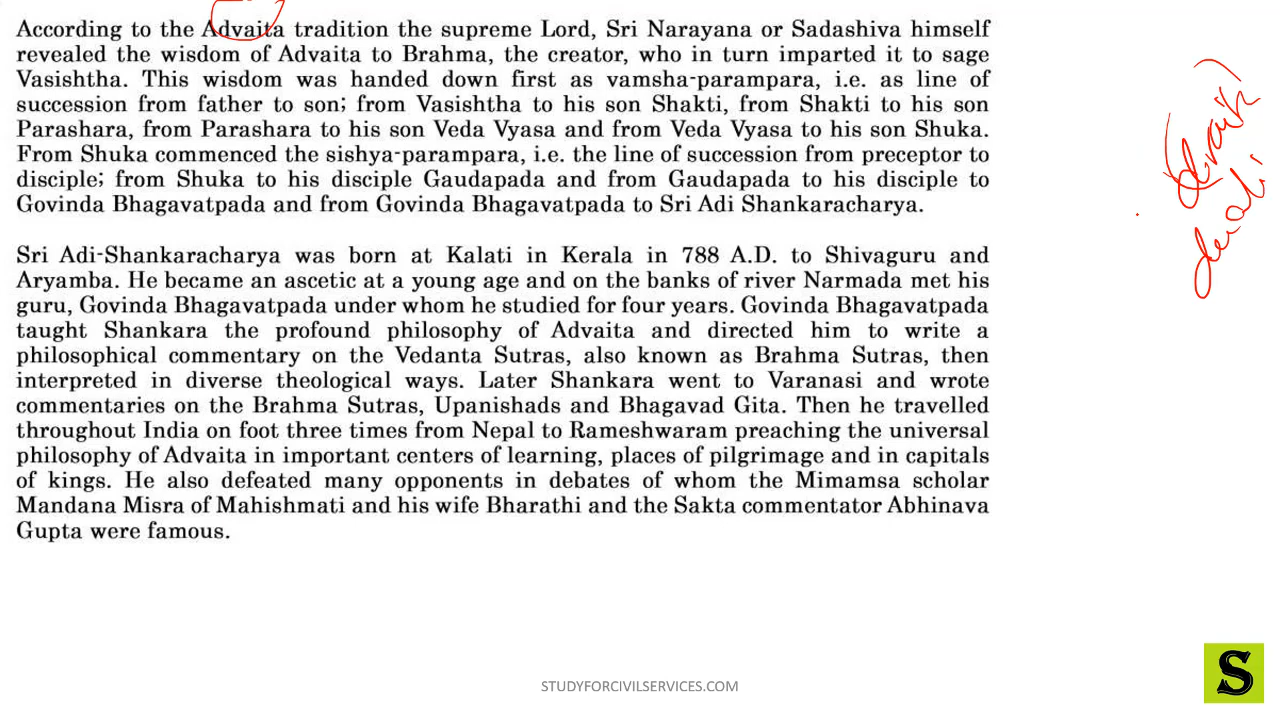 According to the Advaita tradition the supreme Lord, Sri Narayana or Sadashiva himself
revealed the wisdom of Advaita to Brahma, the creator, who in turn imparted it to sage
Vasishtha. This wisdom was handed down first as vamsha-parampara, i.e. as line of
succession from father to son; from Vasishtha to his son Shakti, from Shakti to his son
Parashara, from Parashara to his son Veda Vyasa and from Veda Vyasa to his son Shuka.
From Shuka commenced the sishya-parampara, i.e. the line of succession from preceptor to
disciple; from Shuka to his disciple Gaudapada and from Gaudapada to his disciple to
Govinda Bhagavatpada and from Govinda Bhagavatpada to Sri Adi Shankaracharya.
Sri Adi-Shankaracharya was born at Kalati in Kerala in 788 A.D. to Shivaguru and
Aryamba. He became an ascetic at a young age and on the banks of river Narmada met his
guru, Govinda Bhagavatpada under whom he studied for four years. Govinda Bhagavatpada
taught Shankara the profound philosophy of Advaita and directed him to write a
philosophical commentary on the Vedanta Sutras, also known as Brahma Sutras, then
interpreted in diverse theological ways. Later Shankara went to Varanasi and wrote
commentaries on the Brahma Sutras, Upanishads and Bhagavad Gita. Then he travelled
throughout India on foot three times from Nepal to Rameshwaram preaching the universal
philosophy of Advaita in important centers of learning, places of pilgrimage and in capitals
of kings. He also defeated many opponents in debates of whom the Mimamsa scholar
Mandana Misra of Mahishmati and his wife Bharathi and the Sakta commentator Abhinava
Gupta were famous.
STUDYFORCIVILSERVICES.COM
S